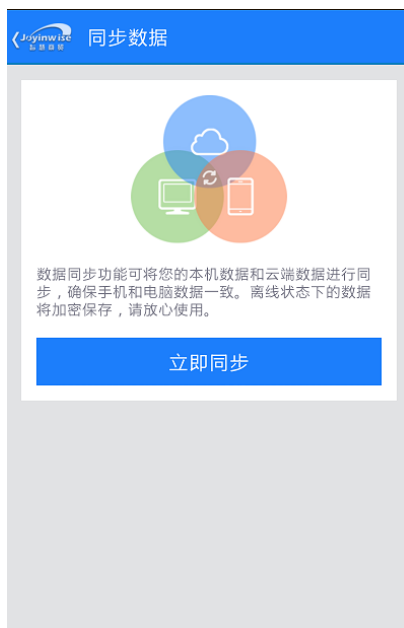 Joyinwise
同步数据
数据同步功能可将您的本机数据和云端数据进行同
步，确保手机和电脑数据一致。离线状态下的数据
将加密保存，请放心使用。
立即同步